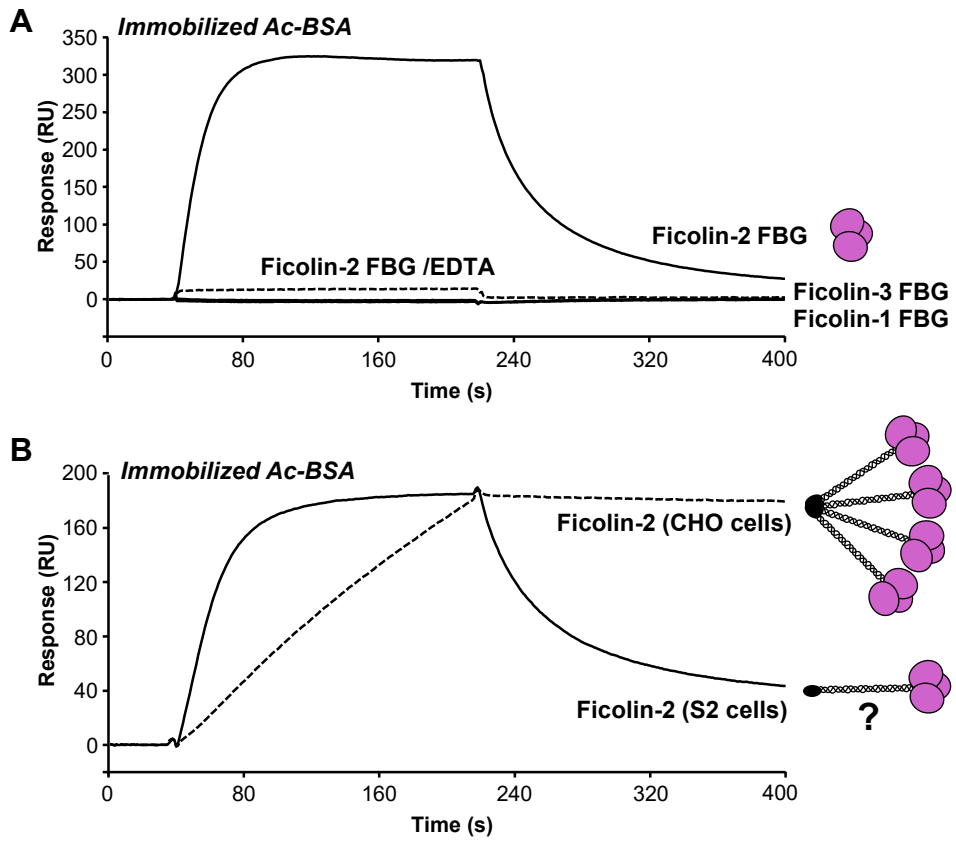 A
Immobilized Ac-BSA
350
300
250
200
150
100
50
0
Response (RU)
Ficolin-2 FBG
Ficolin-2 FBG /EDTA
Ficolin-3 FBG
Ficolin-1 FBG
0 80 160 240 320 400
Time (s)
B
Immobilized Ac-BSA
200
160
120
80
40
0
Response (RU)
Ficolin-2 (CHO cells)
Ficolin-2 (S2 cells)
?
0 80 160 240 320 400
Time (s)